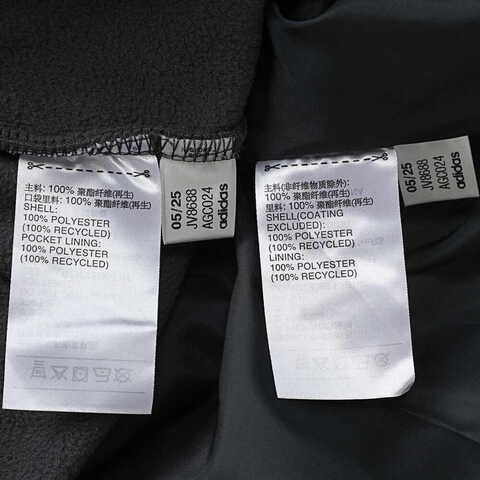 主料: 100% 聚酯纤维(再生)
口袋里料: 100% 聚酯纤维(再生)
SHELL:
100% POLYESTER
(100% RECYCLED)
POCKET LINING:
100% POLYESTER
(100% RECYCLED)
05/25
JV8688
AGC024
adidas
主料(非纤维物质除外):
100% 聚酯纤维(再生)
里料: 100% 聚酯纤维(再生)
SHELL(COATING
EXCLUDED):
100% POLYESTER
(100% RECYCLED)
LINING:
100% POLYESTER
(100% RECYCLED)
05/25
JV8688
AGC024
adidas